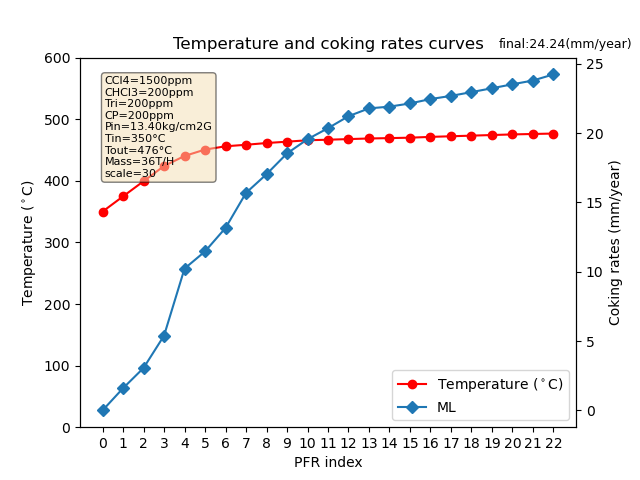 Temperature and coking rates curves
final:24.24(mm/year)
CCl4=1500ppm
CHCl3=200ppm
Tri=200ppm
CP=200ppm
Pin=13.40kg/cm2G
Tin=350°C
Tout=476°C
Mass=36T/H
scale=30
Temperature (°C)
600
500
400
300
200
100
0
Coking rates (mm/year)
25
20
15
10
5
0
Temperature (°C)
ML
0 1 2 3 4 5 6 7 8 9 10 11 12 13 14 15 16 17 18 19 20 21 22
PFR index